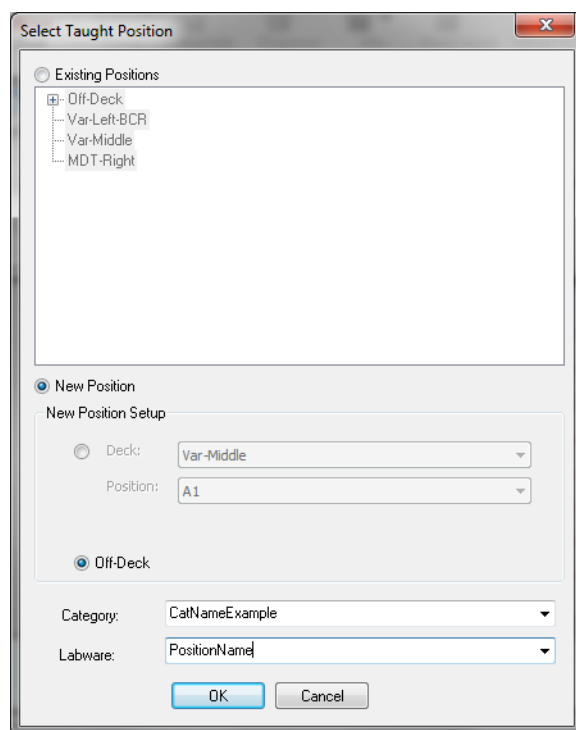 Select Taught Position
Existing Positions
Off-Deck
Var-Left-BCR
Var-Middle
MDT-Right
New Position
New Position Setup
Deck: Var-Middle
Position: A1
Off-Deck
Category: CatNameExample
Labware: PositionName
OK Cancel